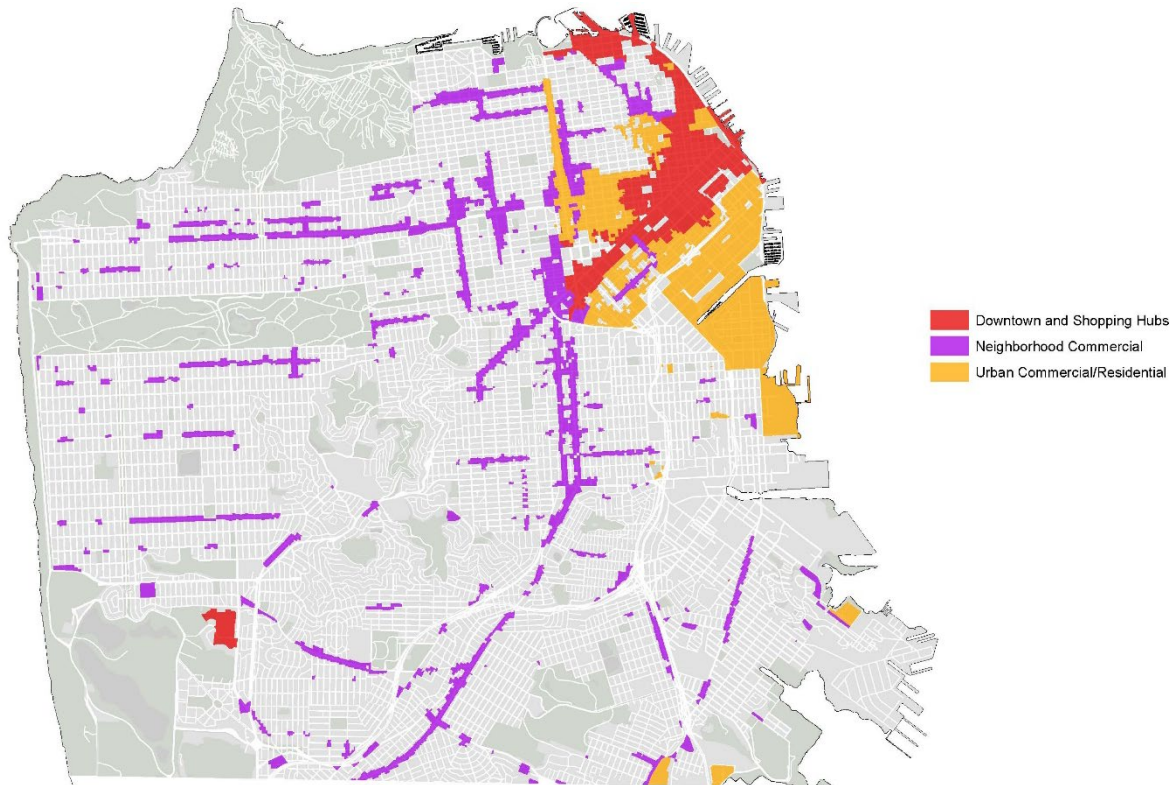 Downtown and Shopping Hubs
Neighborhood Commercial
Urban Commercial/Residential